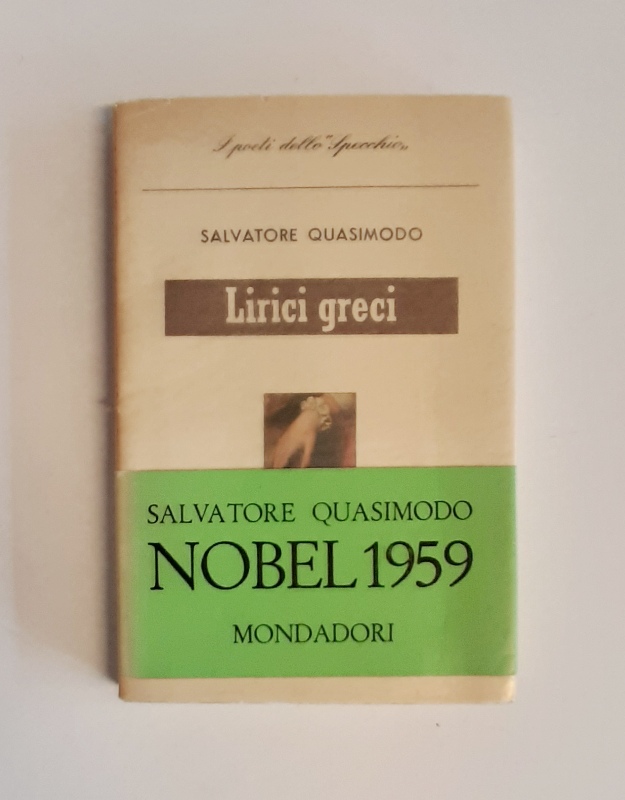 I poeti dello "Specchio„
SALVATORE QUASIMODO
Lirici greci
SALVATORE QUASIMODO
NOBEL 1959
MONDADORI